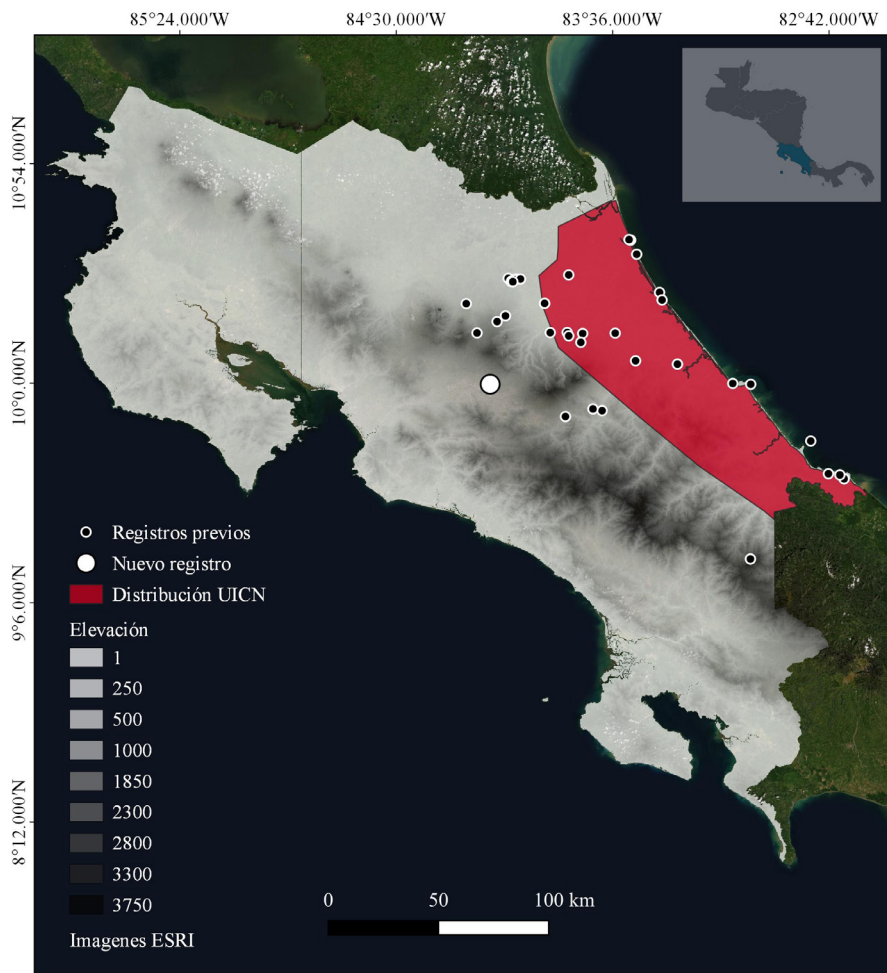 85°24.000'W 84°30.000'W 83°36.000'W 82°42.000'W
10°54.000'N
10°0.000'N
9°6.000'N
8°12.000'N
Registros previos
Nuevo registro
Distribución UICN
Elevación
1
250
500
1000
1850
2300
2800
3300
3750
Imagenes ESRI
0 50 100 km